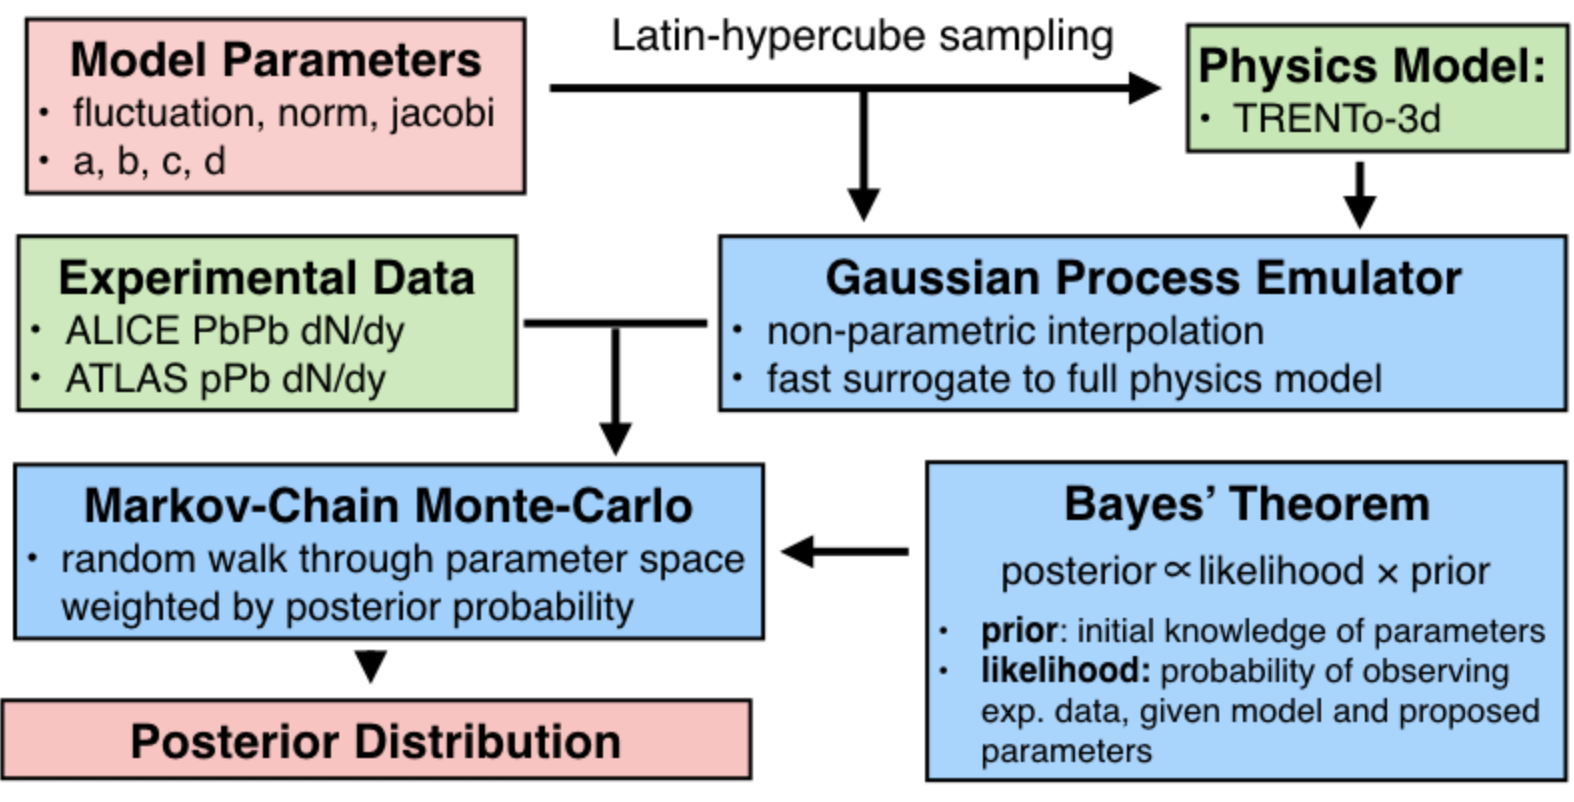 Model Parameters
• fluctuation, norm, jacobi
• a, b, c, d
Latin-hypercube sampling
Physics Model:
• TRENTo-3d
Experimental Data
• ALICE PbPb dN/dy
• ATLAS pPb dN/dy
Gaussian Process Emulator
• non-parametric interpolation
• fast surrogate to full physics model
Markov-Chain Monte-Carlo
• random walk through parameter space
weighted by posterior probability
Bayes’ Theorem
posterior ∝ likelihood × prior
• prior: initial knowledge of parameters
• likelihood: probability of observing
exp. data, given model and proposed
parameters
Posterior Distribution